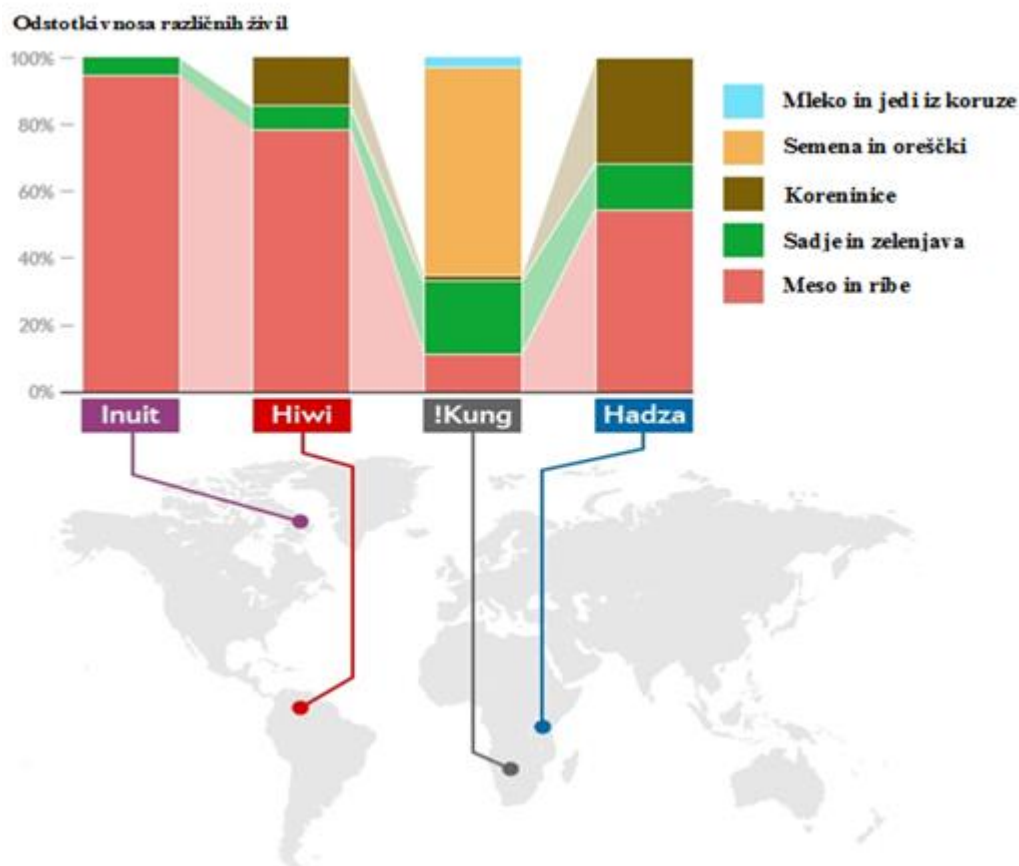 Odstotki vnosa različnih živil
100%
80%
60%
40%
20%
0%
Mleko in jedi iz koruze
Semena in oreščki
Koreninice
Sadje in zelenjava
Meso in ribe
Inuit
Hiwi
!Kung
Hadza